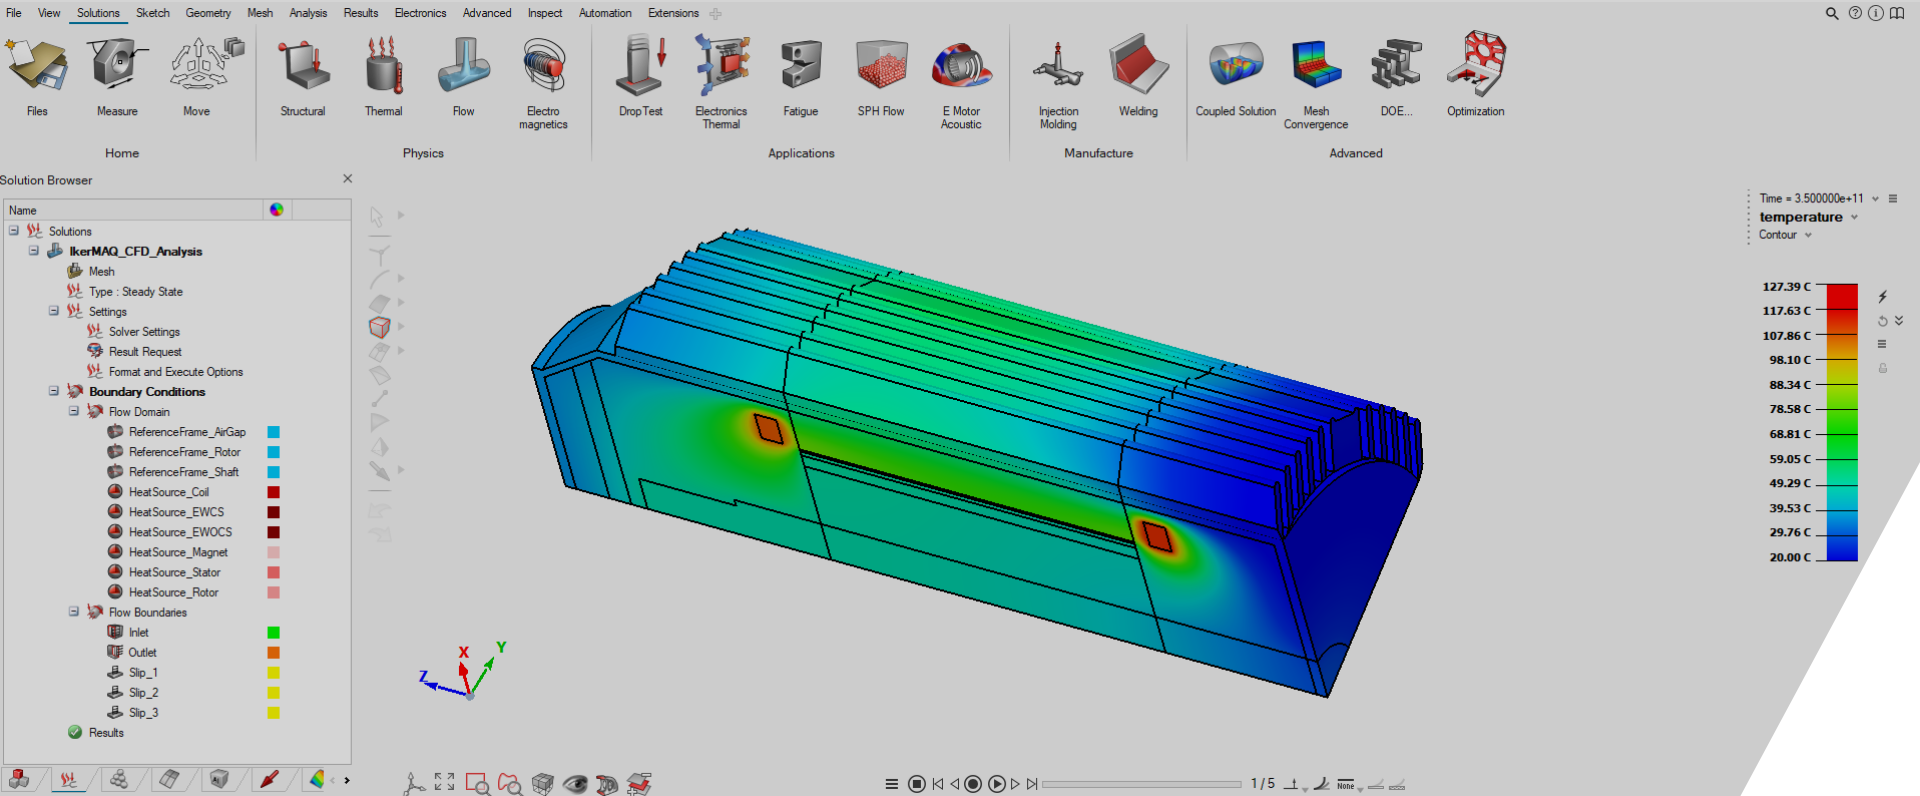 File View Solutions Sketch Geometry Mesh Analysis Results Electronics Advanced Inspect Automation Extensions
Files Measure Move Structural Thermal Flow Electro magnetics DropTest Electronics Thermal Fatigue SPH Flow E Motor Acoustic Injection Molding Welding Coupled Solution Mesh Convergence DOE... Optimization
Home Physics Applications Manufacture Advanced
Solution Browser
Name
Solutions
IkerMAQ_CFD_Analysis
Mesh
Type : Steady State
Settings
Solver Settings
Result Request
Format and Execute Options
Boundary Conditions
Flow Domain
ReferenceFrame_AirGap
ReferenceFrame_Rotor
ReferenceFrame_Shaft
HeatSource_Coil
HeatSource_EWCS
HeatSource_EWOCS
HeatSource_Magnet
HeatSource_Stator
HeatSource_Rotor
Flow Boundaries
Inlet
Outlet
Slip_1
Slip_2
Slip_3
Results
X
Y
Z
Time = 3.500000e+11
temperature
Contour
127.39 C
117.63 C
107.86 C
98.10 C
88.34 C
78.58 C
68.81 C
59.05 C
49.29 C
39.53 C
29.76 C
20.00 C
1 / 5
None